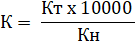 К = Кт х 10000
Кн